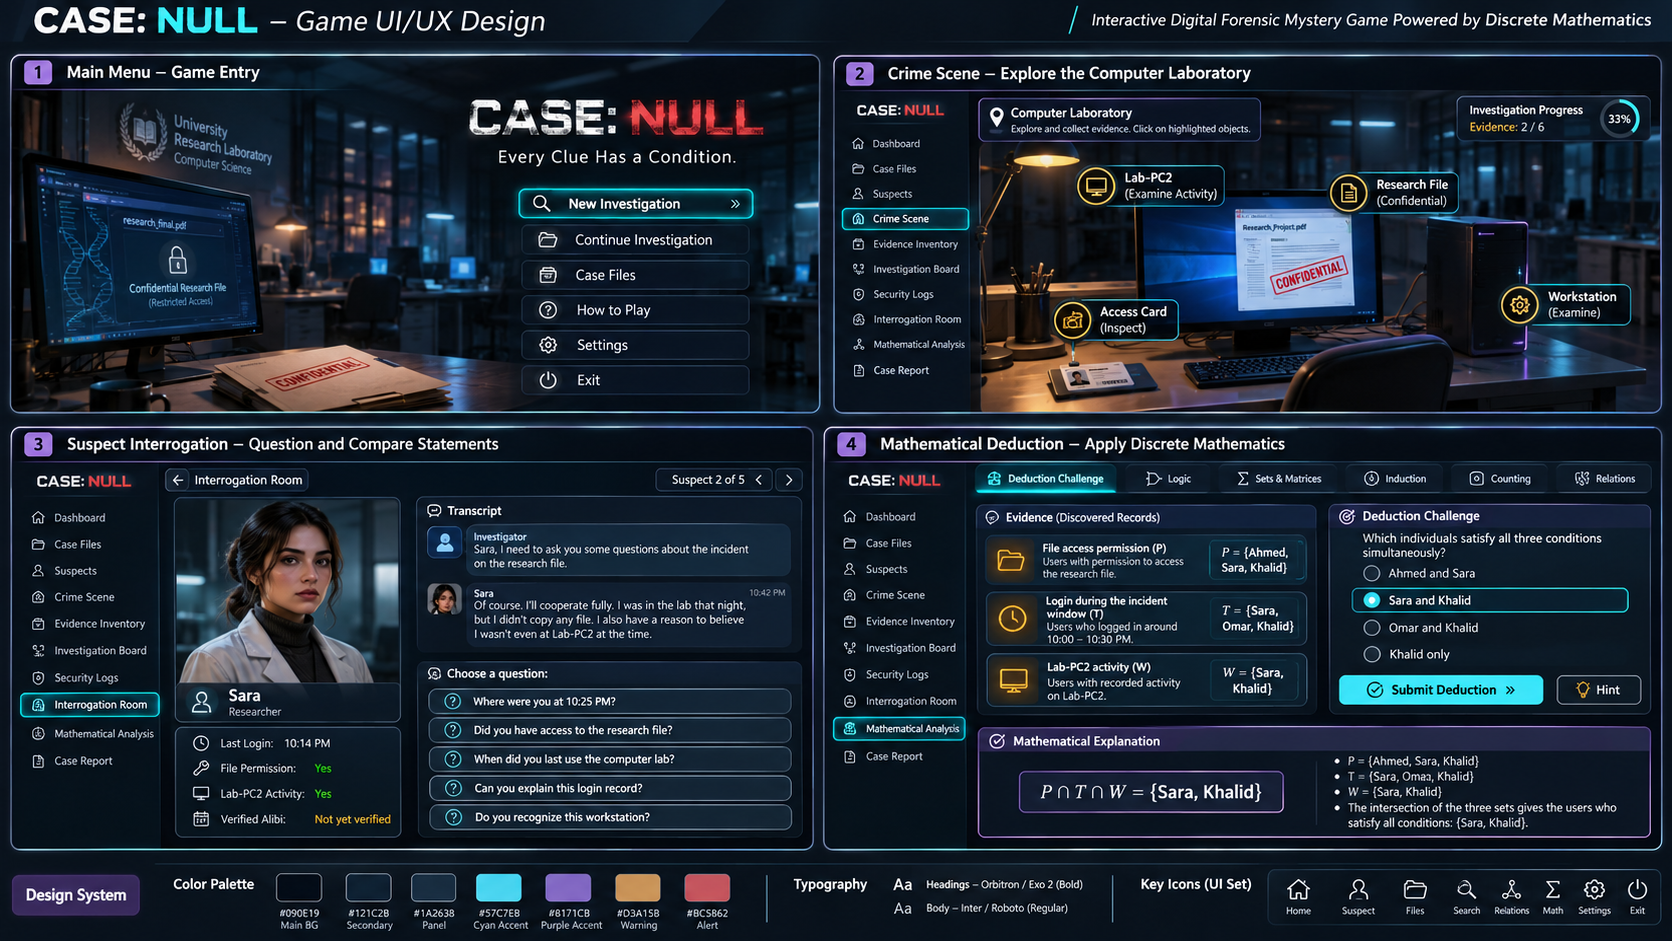 CASE: NULL – Game UI/UX Design
Interactive Digital Forensic Mystery Game Powered by Discrete Mathematics
1 Main Menu – Game Entry
University
Research Laboratory
Computer Science
research_final.pdf
Confidential Research File
(Restricted Access)
CONFIDENTIAL
CASE: NULL
Every Clue Has a Condition.
New Investigation »
Continue Investigation
Case Files
How to Play
Settings
Exit
2 Crime Scene – Explore the Computer Laboratory
CASE: NULL
Dashboard
Case Files
Suspects
Crime Scene
Evidence Inventory
Investigation Board
Security Logs
Interrogation Room
Mathematical Analysis
Case Report
Computer Laboratory
Explore and collect evidence. Click on highlighted objects.
Investigation Progress
Evidence: 2 / 6
33%
Lab-PC2
(Examine Activity)
Research File
(Confidential)
Research_Project.pdf
CONFIDENTIAL
Access Card
(Inspect)
Workstation
(Examine)
3 Suspect Interrogation – Question and Compare Statements
CASE: NULL
Dashboard
Case Files
Suspects
Crime Scene
Evidence Inventory
Investigation Board
Security Logs
Interrogation Room
Mathematical Analysis
Case Report
Interrogation Room
Suspect 2 of 5
Sara
Researcher
Last Login: 10:14 PM
File Permission: Yes
Lab-PC2 Activity: Yes
Verified Alibi: Not yet verified
Transcript
Investigator
Sara, I need to ask you some questions about the incident
on the research file.
Sara 10:42 PM
Of course. I'll cooperate fully. I was in the lab that night,
but I didn't copy any file. I also have a reason to believe
I wasn't even at Lab-PC2 at the time.
Choose a question:
Where were you at 10:25 PM?
Did you have access to the research file?
When did you last use the computer lab?
Can you explain this login record?
Do you recognize this workstation?
4 Mathematical Deduction – Apply Discrete Mathematics
CASE: NULL
Dashboard
Case Files
Suspects
Crime Scene
Evidence Inventory
Investigation Board
Security Logs
Interrogation Room
Mathematical Analysis
Case Report
Deduction Challenge
Logic
Sets & Matrices
Induction
Counting
Relations
Evidence (Discovered Records)
File access permission (P)
Users with permission to access
the research file.
P = {Ahmed,
Sara, Khalid}
Login during the incident
window (T)
Users who logged in around
10:00 – 10:30 PM.
T = {Sara,
Omar, Khalid}
Lab-PC2 activity (W)
Users with recorded activity
on Lab-PC2.
W = {Sara,
Khalid}
Deduction Challenge
Which individuals satisfy all three conditions
simultaneously?
Ahmed and Sara
Sara and Khalid
Omar and Khalid
Khalid only
Submit Deduction »
Hint
Mathematical Explanation
P ∩ T ∩ W = {Sara, Khalid}
• P = {Ahmed, Sara, Khalid}
• T = {Sara, Omar, Khalid}
• W = {Sara, Khalid}
• The intersection of the three sets gives the users who
satisfy all conditions: {Sara, Khalid}.
Design System
Color Palette
#090E19
Main BG
#121C2B
Secondary
#1A2638
Panel
#57C7E8
Cyan Accent
#8171CB
Purple Accent
#D3A15B
Warning
#BC5862
Alert
Typography
Aa Headings – Orbitron / Exo 2 (Bold)
Aa Body – Inter / Roboto (Regular)
Key Icons (UI Set)
Home
Suspect
Files
Search
Relations
Math
Settings
Exit